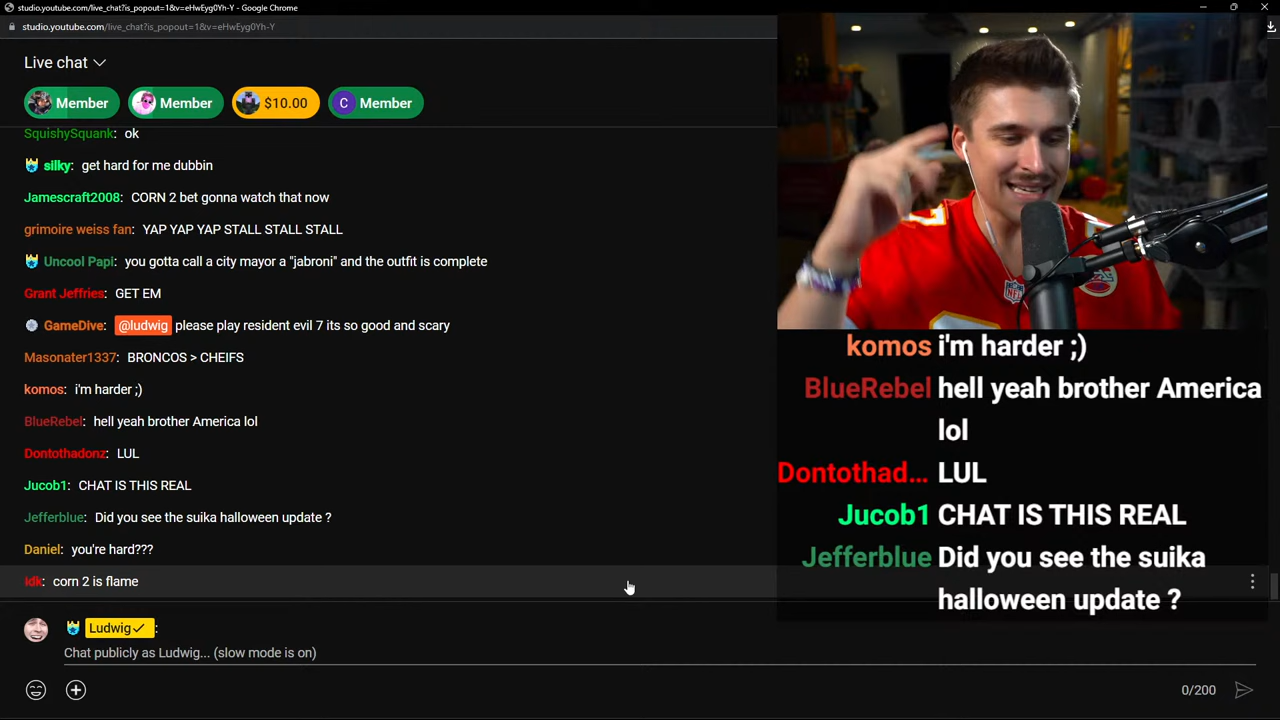 studio.youtube.com/live_chat?is_popout=1&v=eHwEyg0Yh-Y - Google Chrome
studio.youtube.com/live_chat?is_popout=1&v=eHwEyg0Yh-Y
Live chat
Member
Member
$10.00
C Member
SquishySquank: ok
silky: get hard for me dubbin
Jamescraft2008: CORN 2 bet gonna watch that now
grimoire weiss fan: YAP YAP YAP STALL STALL STALL
Uncool Papi: you gotta call a city mayor a "jabroni" and the outfit is complete
Grant Jeffries: GET EM
GameDive: @ludwig please play resident evil 7 its so good and scary
Masonater1337: BRONCOS > CHEIFS
komos: i'm harder ;)
BlueRebel: hell yeah brother America lol
Dontothadonz: LUL
Jucob1: CHAT IS THIS REAL
Jefferblue: Did you see the suika halloween update ?
Daniel: you're hard???
idk: corn 2 is flame
Ludwig✓:
Chat publicly as Ludwig... (slow mode is on)
0/200
NFL
komos i'm harder ;)
BlueRebel hell yeah brother America
lol
Dontothad... LUL
Jucob1 CHAT IS THIS REAL
Jefferblue Did you see the suika
halloween update ?